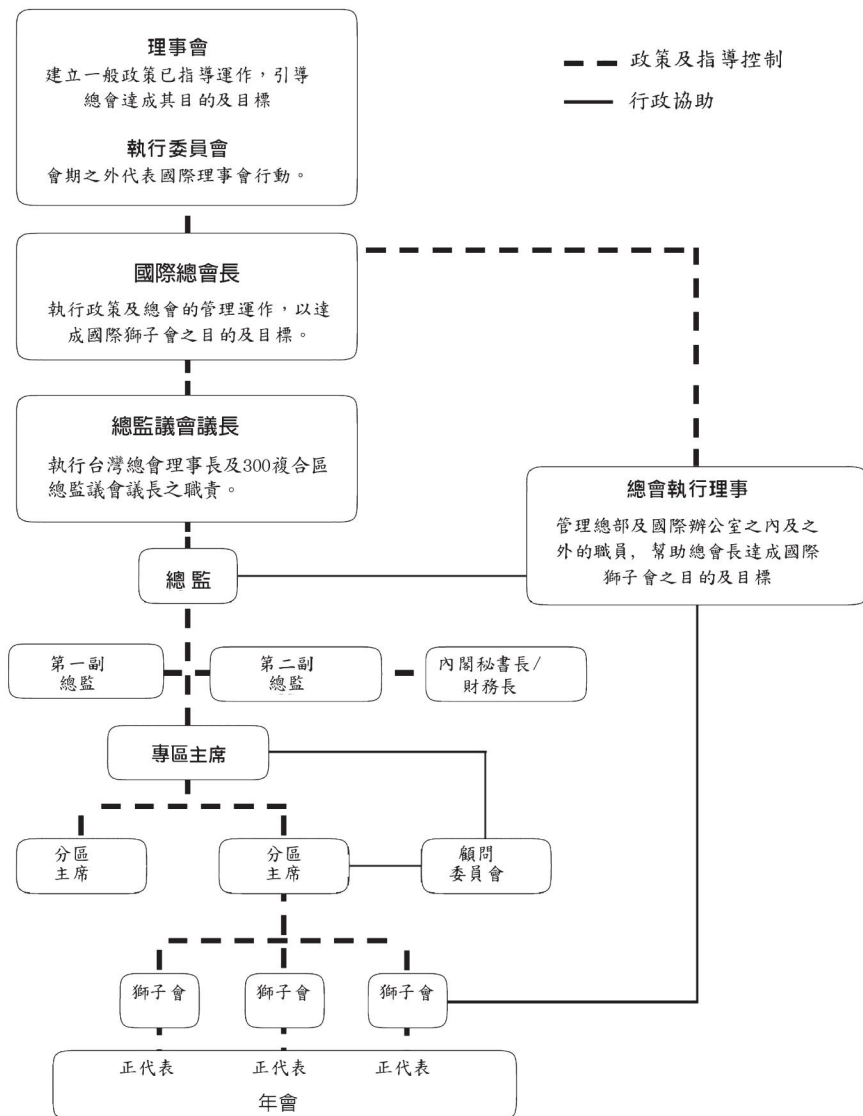 理事會
建立一般政策已指導運作，引導
總會達成其目的及目標
執行委員會
會期之外代表國際理事會行動。
政策及指導控制
行政協助
國際總會長
執行政策及總會的管理運作，以達
成國際獅子會之目的及目標。
總監議會議長
執行台灣總會理事長及300複合區
總監議會議長之職責。
總會執行理事
管理總部及國際辦公室之內及之
外的職員，幫助總會長達成國際
獅子會之目的及目標
總監
第一副
總監
第二副
總監
內閣秘書長/
財務長
專區主席
分區
主席
分區
主席
顧問
委員會
獅子會
獅子會
獅子會
正代表
正代表
正代表
年會